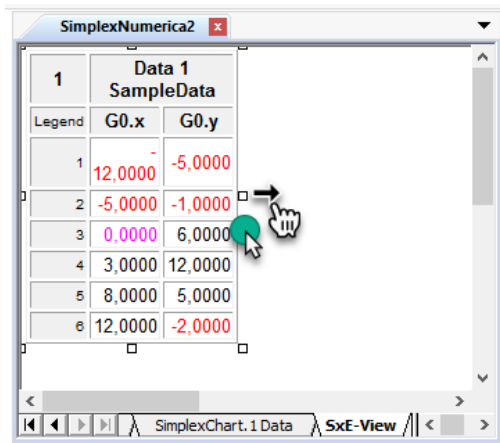 SimplexNumerica2
1 Data 1
SampleData
Legend G0.x G0.y
1 -
12,0000 -5,0000
2 -5,0000 -1,0000
3 0,0000 6,0000
4 3,0000 12,0000
5 8,0000 5,0000
6 12,0000 -2,0000
SimplexChart.1Data SxE-View